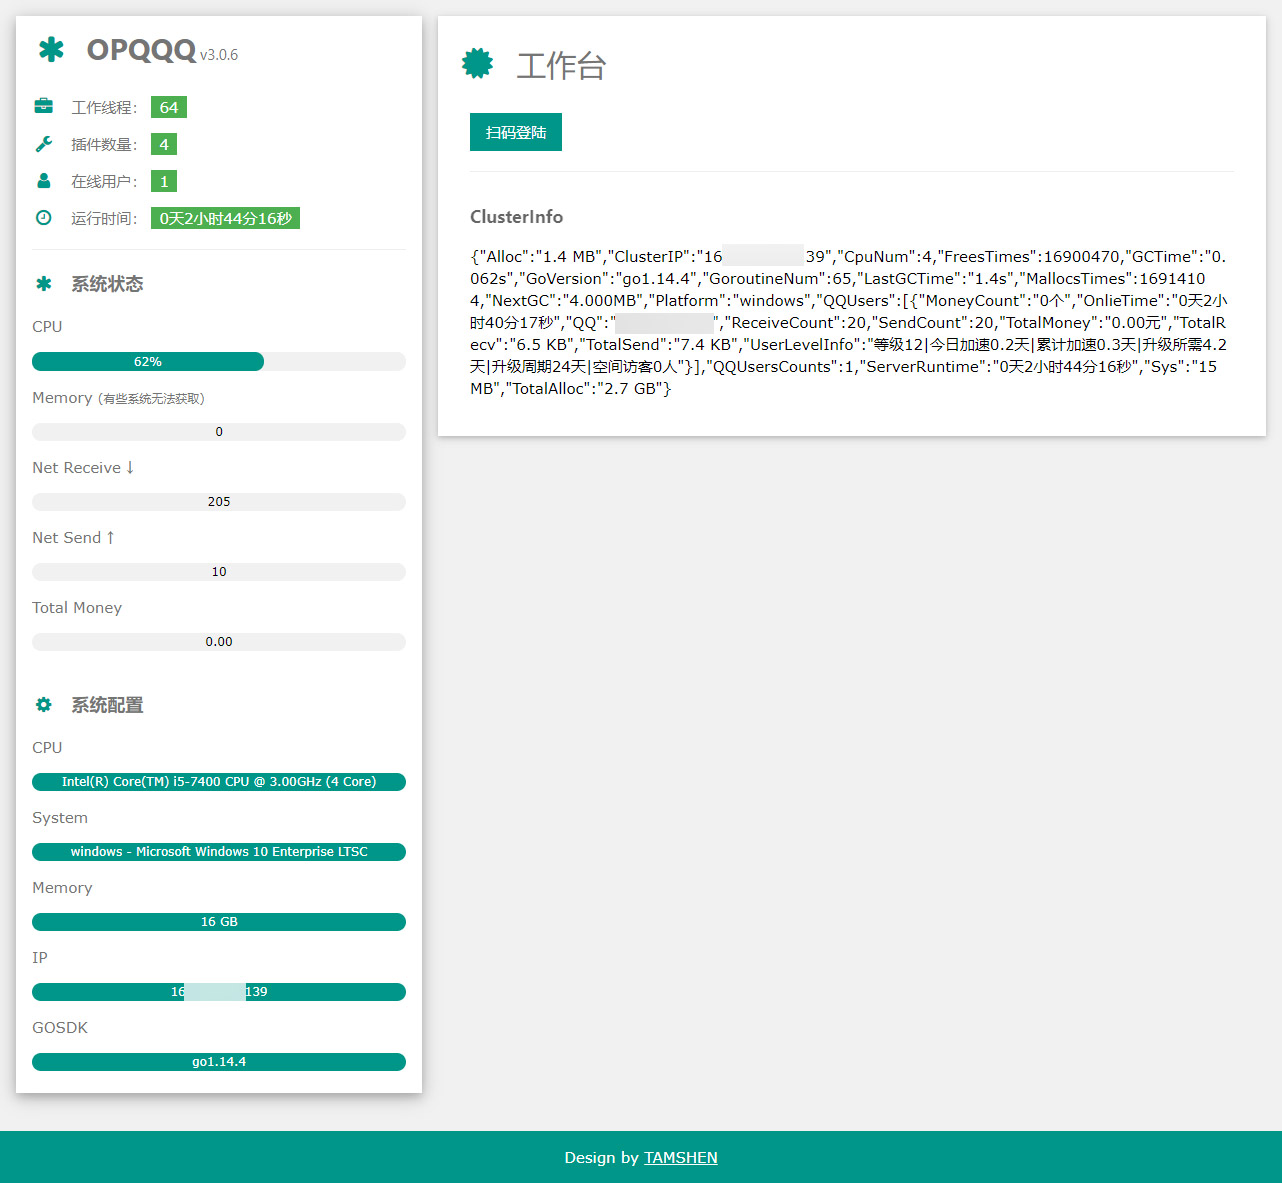 OPQQQ v3.0.6
工作线程： 64
插件数量： 4
在线用户： 1
运行时间： 0天2小时44分16秒
系统状态
CPU
62%
Memory (有些系统无法获取)
0
Net Receive ↓
205
Net Send ↑
10
Total Money
0.00
系统配置
CPU
Intel(R) Core(TM) i5-7400 CPU @ 3.00GHz (4 Core)
System
windows - Microsoft Windows 10 Enterprise LTSC
Memory
16 GB
IP
16 139
GOSDK
go1.14.4
工作台
扫码登陆
ClusterInfo
{"Alloc":"1.4 MB","ClusterIP":"16 39","CpuNum":4,"FreesTimes":16900470,"GCTime":"0.
062s","GoVersion":"go1.14.4","GoroutineNum":65,"LastGCTime":"1.4s","MallocsTimes":1691410
4,"NextGC":"4.000MB","Platform":"windows","QQUsers":[{"MoneyCount":"0个","OnlieTime":"0天2小
时40分17秒","QQ":" ","ReceiveCount":20,"SendCount":20,"TotalMoney":"0.00元","TotalR
ecv":"6.5 KB","TotalSend":"7.4 KB","UserLevelInfo":"等级12|今日加速0.2天|累计加速0.3天|升级所需4.2
天|升级周期24天|空间访客0人"}],"QQUsersCounts":1,"ServerRuntime":"0天2小时44分16秒","Sys":"15
MB","TotalAlloc":"2.7 GB"}
Design by TAMSHEN